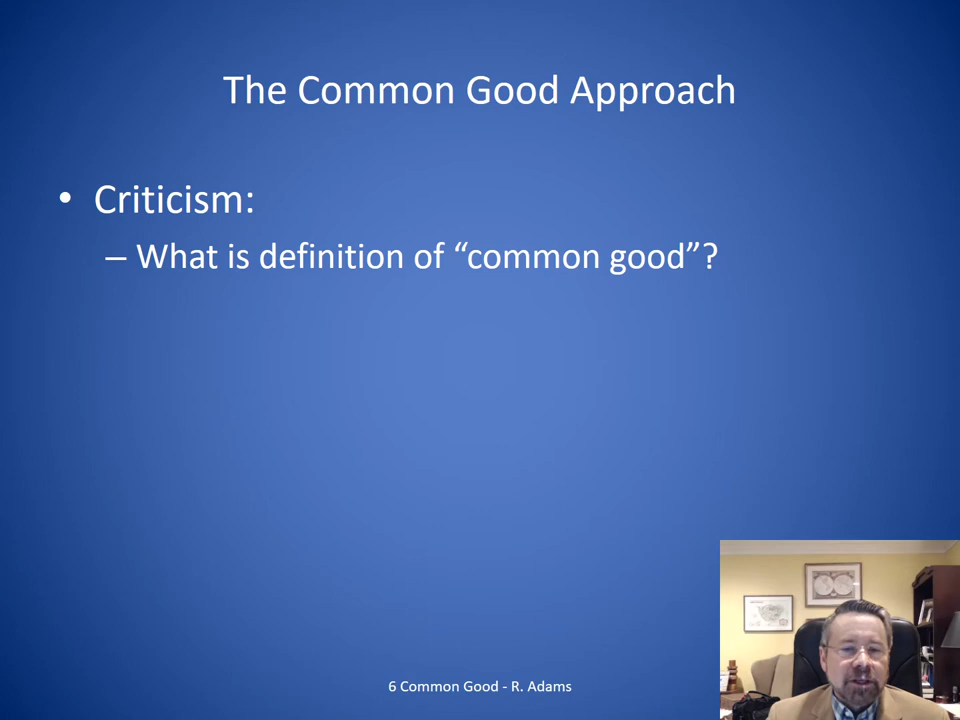 The Common Good Approach
• Criticism:
– What is definition of “common good”?
6 Common Good - R. Adams